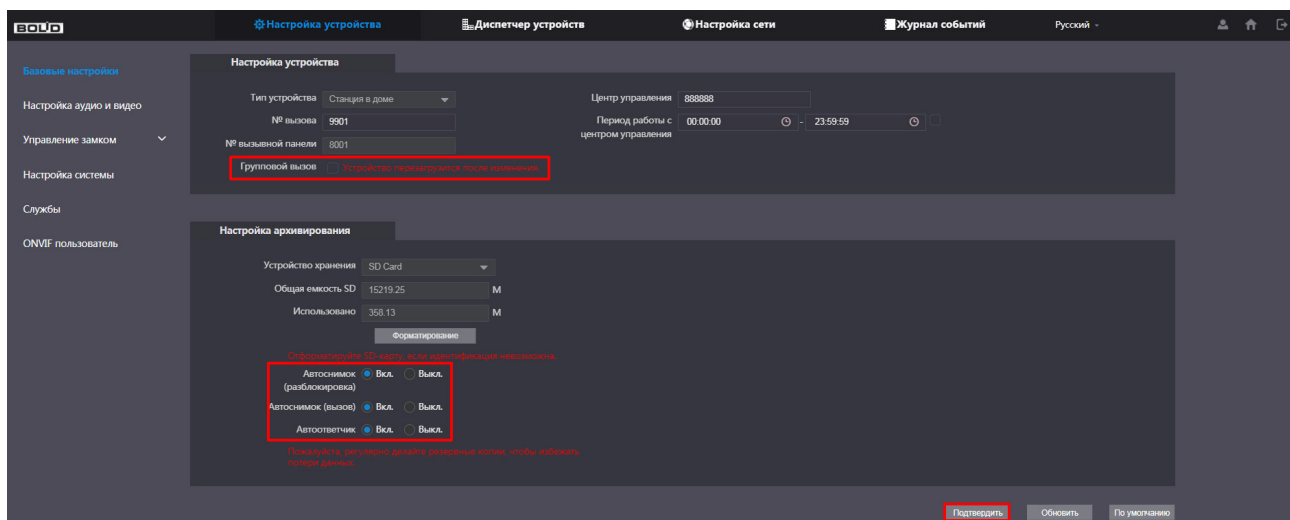 BOLID
Настройка устройства
Диспетчер устройств
Настройка сети
Журнал событий
Русский
Базовые настройки
Настройка аудио и видео
Управление замком
Настройка системы
Службы
ONVIF пользователь
Настройка устройства
Тип устройства Станция в доме
№ вызова 9901
№ вызывной панели 8001
Групповой вызов Устройство перезагрузится после изменения.
Центр управления 888888
Период работы с 00:00:00 - 23:59:59
центром управления
Настройка архивирования
Устройство хранения SD Card
Общая емкость SD 15219.25 М
Использовано 358.13 М
Форматирование
Отформатируйте SD-карту, если идентификация невозможна.
Автоснимок Вкл. Выкл.
(разблокировка)
Автоснимок (вызов) Вкл. Выкл.
Автоответчик Вкл. Выкл.
Пожалуйста, регулярно делайте резервные копии, чтобы избежать
потери данных.
Подтвердить Обновить По умолчанию